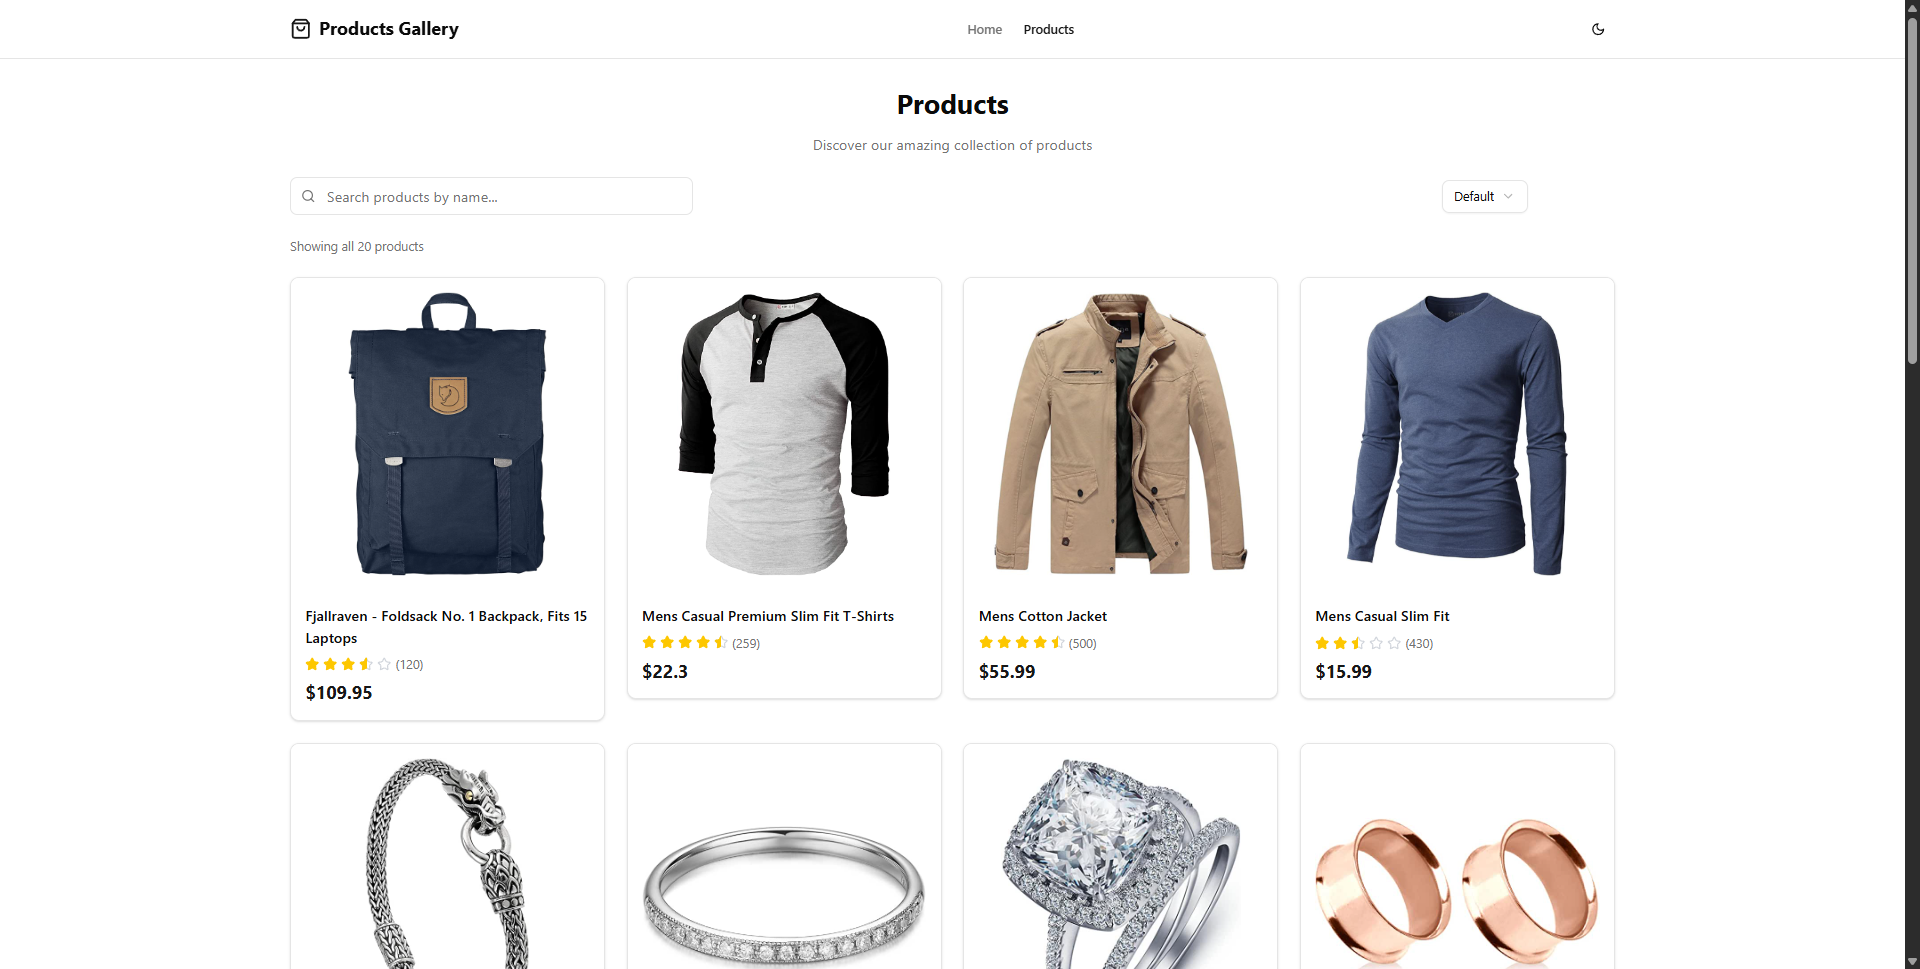 Products Gallery
Home
Products
Products
Discover our amazing collection of products
Search products by name...
Default
Showing all 20 products
Fjallraven - Foldsack No. 1 Backpack, Fits 15
Laptops
(120)
$109.95
Mens Casual Premium Slim Fit T-Shirts
(259)
$22.3
Mens Cotton Jacket
(500)
$55.99
Mens Casual Slim Fit
(430)
$15.99